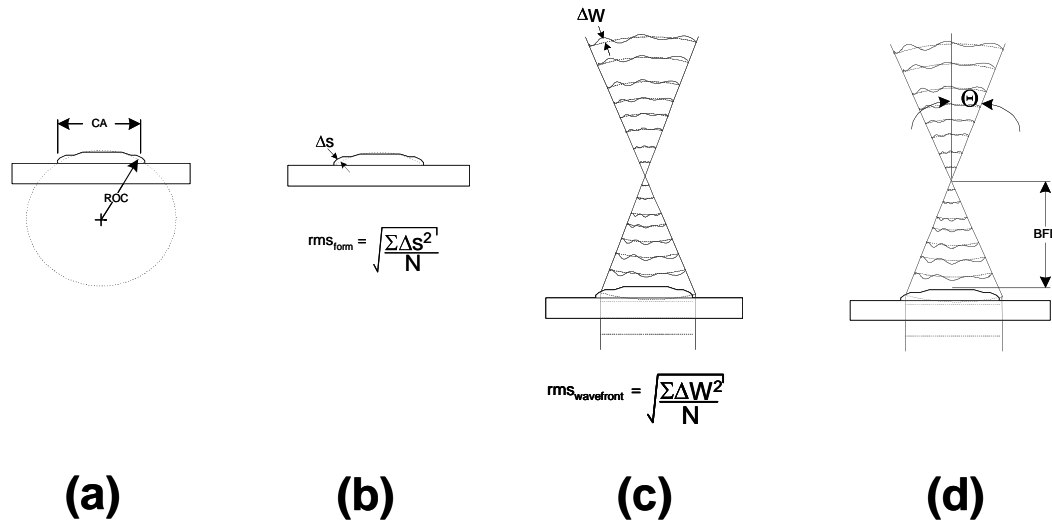 CA
ROC
(a)
Δs
rms_form = √(ΣΔs²/N)
(b)
ΔW
rms_wavefront = √(ΣΔW²/N)
(c)
Θ
BFl
(d)